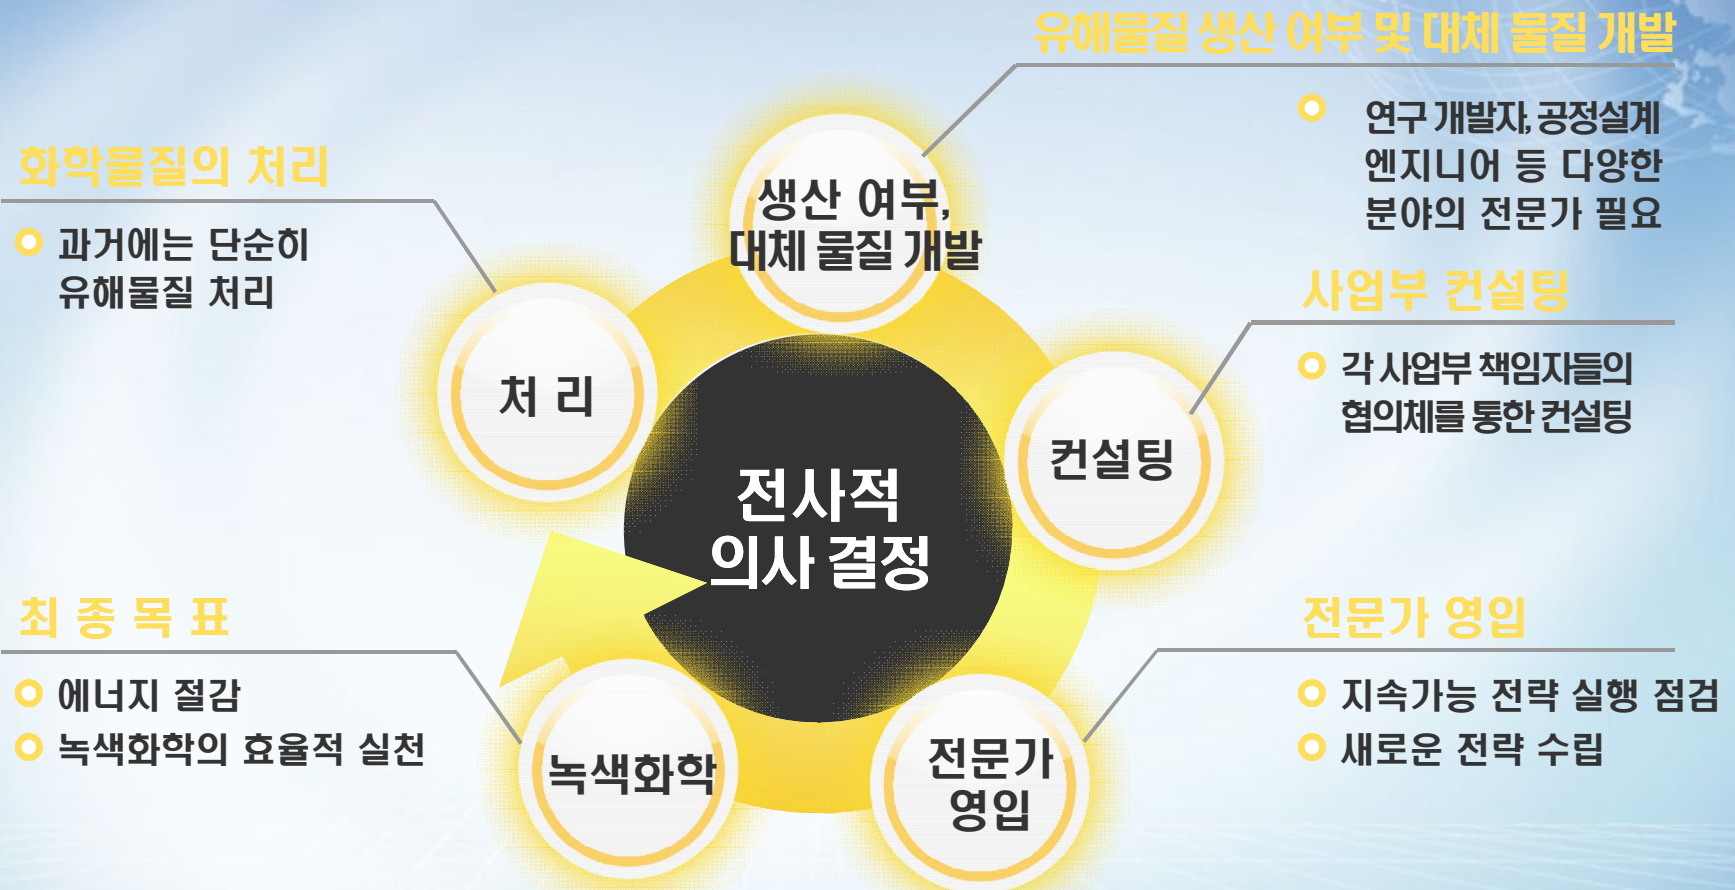 유해물질 생산 여부 및 대체 물질 개발
연구 개발자, 공정설계
엔지니어 등 다양한
분야의 전문가 필요
화학물질의 처리
과거에는 단순히
유해물질 처리
생산 여부,
대체 물질 개발
사업부 컨설팅
각 사업부 책임자들의
협의체를 통한 컨설팅
처 리
컨설팅
전사적
의사 결정
최 종 목 표
에너지 절감
녹색화학의 효율적 실천
전문가 영입
지속가능 전략 실행 점검
새로운 전략 수립
녹색화학
전문가
영입